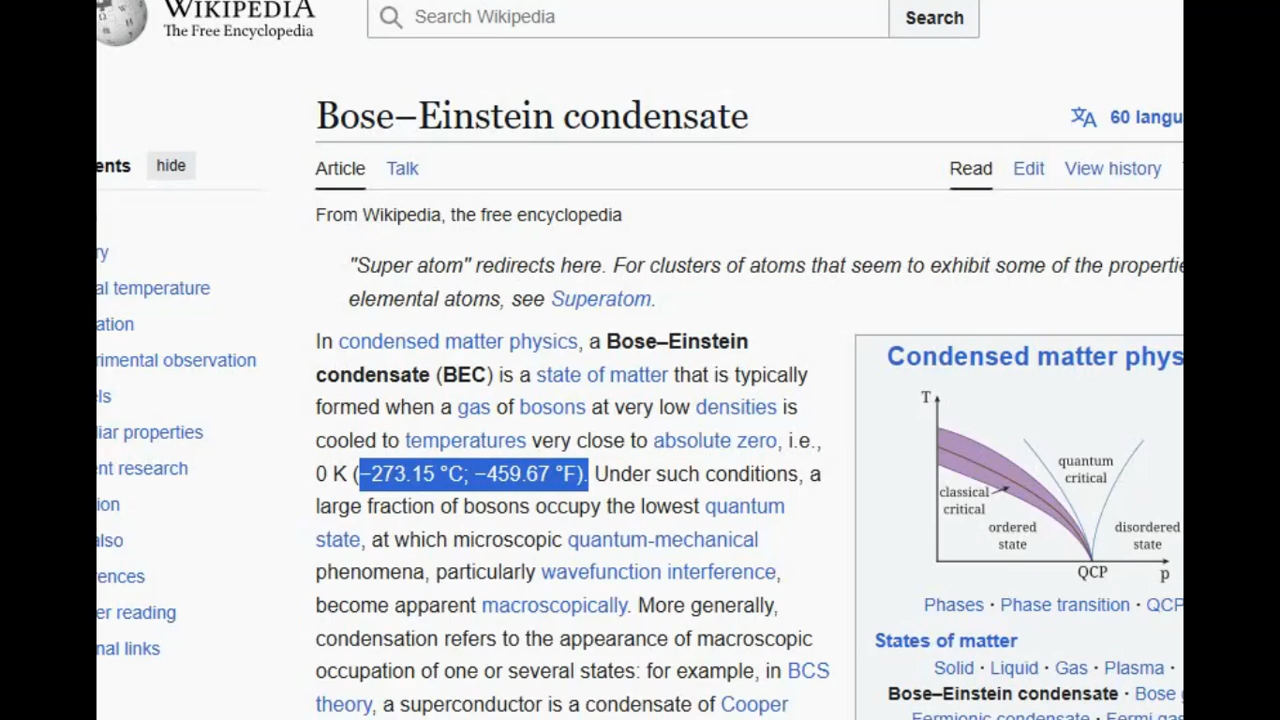 WIKIPEDIA
The Free Encyclopedia
Search Wikipedia
Search
Bose–Einstein condensate
60 langu
ents hide
Article Talk
Read Edit View history
From Wikipedia, the free encyclopedia
ry
al temperature
ation
rimental observation
ls
liar properties
nt research
ion
also
rences
er reading
nal links
"Super atom" redirects here. For clusters of atoms that seem to exhibit some of the propertie
elemental atoms, see Superatom.
In condensed matter physics, a Bose–Einstein
condensate (BEC) is a state of matter that is typically
formed when a gas of bosons at very low densities is
cooled to temperatures very close to absolute zero, i.e.,
0 K (−273.15 °C; −459.67 °F). Under such conditions, a
large fraction of bosons occupy the lowest quantum
state, at which microscopic quantum-mechanical
phenomena, particularly wavefunction interference,
become apparent macroscopically. More generally,
condensation refers to the appearance of macroscopic
occupation of one or several states: for example, in BCS
theory, a superconductor is a condensate of Cooper
Condensed matter phys
T
quantum
critical
classical
critical
ordered
state
disordered
state
QCP
p
Phases · Phase transition · QCP
States of matter
Solid · Liquid · Gas · Plasma ·
Bose–Einstein condensate · Bose
Fermionic condensate · Fermi gas